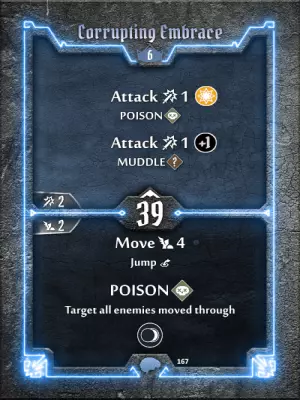 Corrupting Embrace
6
Attack 1
POISON
Attack 1 +1
MUDDLE
2
39
2
Move 4
Jump
POISON
Target all enemies moved through
167